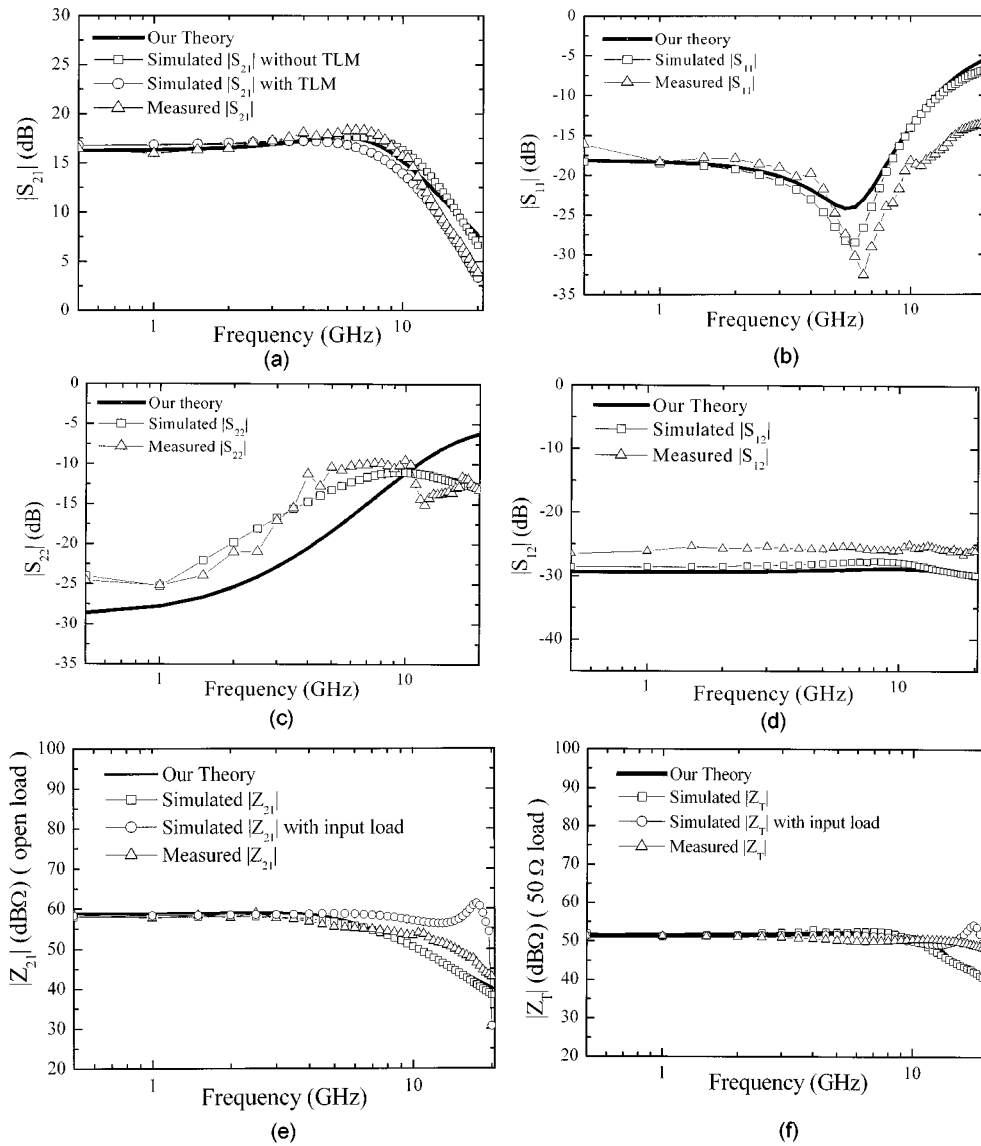 30
25
20
15
10
5
0
|S21| (dB)
Our Theory
Simulated |S21| without TLM
Simulated |S21| with TLM
Measured |S21|
1
10
Frequency (GHz)
(a)
0
-5
-10
-15
-20
-25
-30
-35
|S11| (dB)
Our theory
Simulated |S11|
Measured |S11|
1
10
Frequency (GHz)
(b)
0
-5
-10
-15
-20
-25
-30
-35
|S22| (dB)
Our theory
Simulated |S22|
Measured |S22|
1
10
Frequency (GHz)
(c)
0
-10
-20
-30
-40
|S12| (dB)
Our Theory
Simulated |S12|
Measured |S12|
1
10
Frequency (GHz)
(d)
100
90
80
70
60
50
40
30
20
|Z21| (dBΩ) ( open load)
Our Theory
Simulated |Z21|
Simulated |Z21| with input load
Measured |Z21|
1
10
Frequency (GHz)
(e)
100
90
80
70
60
50
40
30
20
|ZT| (dBΩ) ( 50 Ω load )
Our Theory
Simulated |ZT|
Simulated |ZT| with input load
Measured |ZT|
1
10
Frequency (GHz)
(f)